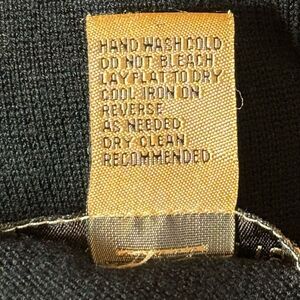 HAND WASH COLD
DO NOT BLEACH
LAY FLAT TO DRY
COOL IRON ON
REVERSE
AS NEEDED
DRY CLEAN
RECOMMENDED